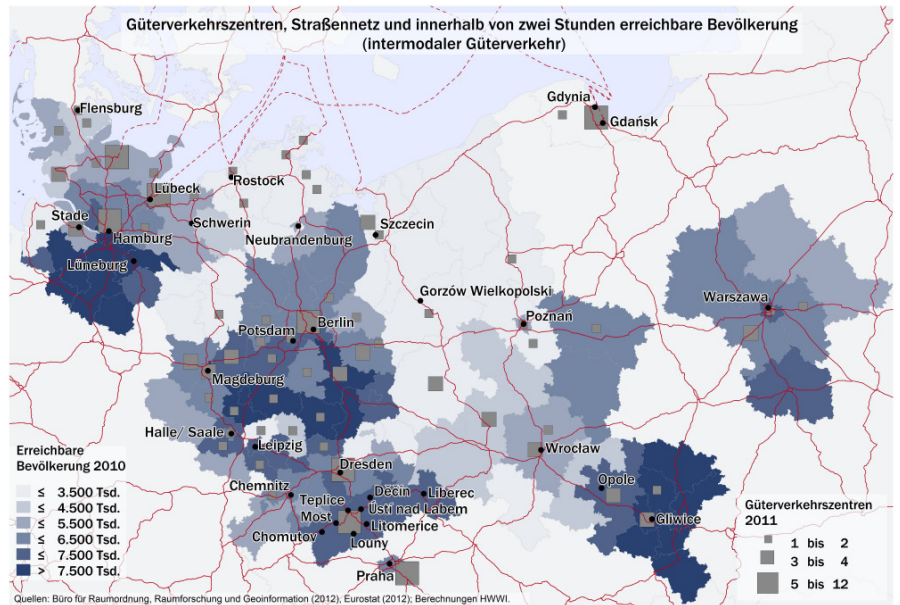 Güterverkehrszentren, Straßennetz und innerhalb von zwei Stunden erreichbare Bevölkerung
(intermodaler Güterverkehr)
Gdynia
Gdańsk
Flensburg
Rostock
Lübeck
Stade
Schwerin
Hamburg
Neubrandenburg
Szczecin
Lüneburg
Gorzów Wielkopolski
Warszawa
Poznań
Potsdam
Berlin
Magdeburg
Halle/ Saale
Leipzig
Wrocław
Dresden
Opole
Chemnitz
Děčín
Liberec
Teplice
Ústí nad Labem
Most
Litomerice
Gliwice
Chomutov
Louny
Praha
Erreichbare
Bevölkerung 2010
≤ 3.500 Tsd.
≤ 4.500 Tsd.
≤ 5.500 Tsd.
≤ 6.500 Tsd.
≤ 7.500 Tsd.
> 7.500 Tsd.
Güterverkehrszentren
2011
1 bis 2
3 bis 4
5 bis 12
Quellen: Büro für Raumordnung, Raumforschung und Geoinformation (2012), Eurostat (2012); Berechnungen HWWI.